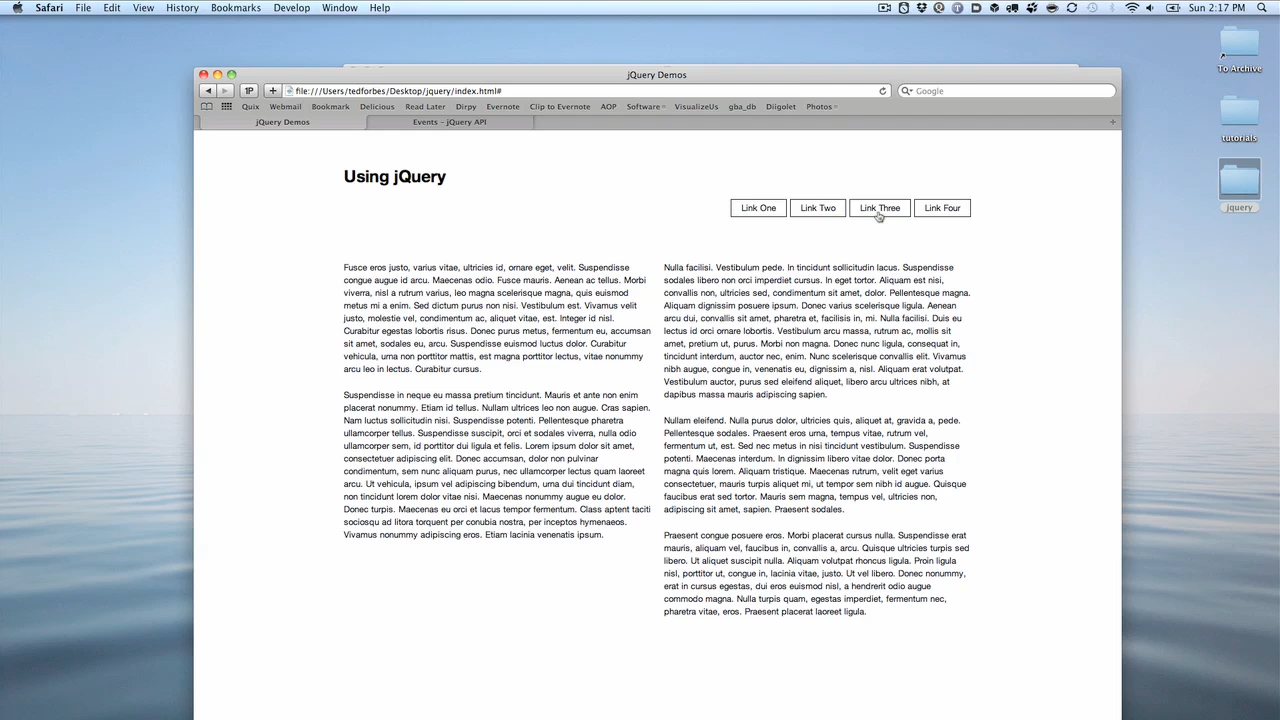 Safari File Edit View History Bookmarks Develop Window Help Sun 2:17 PM
To Archive
tutorials
jquery
jQuery Demos
1P + file:///Users/tedforbes/Desktop/jquery/index.html# Google
Quix Webmail Bookmark Delicious Read Later Dirpy Evernote Clip to Evernote AOP Software VisualizeUs gba_db Diigolet Photos
jQuery Demos Events – jQuery API +
Using jQuery
Link One Link Two Link Three Link Four
Fusce eros justo, varius vitae, ultricies id, ornare eget, velit. Suspendisse
congue augue id arcu. Maecenas odio. Fusce mauris. Aenean ac tellus. Morbi
viverra, nisl a rutrum varius, leo magna scelerisque magna, quis euismod
metus mi a enim. Sed dictum purus non nisi. Vestibulum est. Vivamus velit
justo, molestie vel, condimentum ac, aliquet vitae, est. Integer id nisl.
Curabitur egestas lobortis risus. Donec purus metus, fermentum eu, accumsan
sit amet, sodales eu, arcu. Suspendisse euismod luctus dolor. Curabitur
vehicula, urna non porttitor mattis, est magna porttitor lectus, vitae nonummy
arcu leo in lectus. Curabitur cursus.
Suspendisse in neque eu massa pretium tincidunt. Mauris et ante non enim
placerat nonummy. Etiam id tellus. Nullam ultrices leo non augue. Cras sapien.
Nam luctus sollicitudin nisi. Suspendisse potenti. Pellentesque pharetra
ullamcorper tellus. Suspendisse suscipit, orci et sodales viverra, nulla odio
ullamcorper sem, id porttitor dui ligula et felis. Lorem ipsum dolor sit amet,
consectetuer adipiscing elit. Donec accumsan, dolor non pulvinar
condimentum, sem nunc aliquam purus, nec ullamcorper lectus quam laoreet
arcu. Ut vehicula, ipsum vel adipiscing bibendum, urna dui tincidunt diam,
non tincidunt lorem dolor vitae nisi. Maecenas nonummy augue eu dolor.
Donec turpis. Maecenas eu orci et lacus tempor fermentum. Class aptent taciti
sociosqu ad litora torquent per conubia nostra, per inceptos hymenaeos.
Vivamus nonummy adipiscing eros. Etiam lacinia venenatis ipsum.
Nulla facilisi. Vestibulum pede. In tincidunt sollicitudin lacus. Suspendisse
sodales libero non orci imperdiet cursus. In eget tortor. Aliquam est nisi,
convallis non, ultricies sed, condimentum sit amet, dolor. Pellentesque magna.
Aliquam dignissim posuere ipsum. Donec varius scelerisque ligula. Aenean
arcu dui, convallis sit amet, pharetra et, facilisis in, mi. Nulla facilisi. Duis eu
lectus id orci ornare lobortis. Vestibulum arcu massa, rutrum ac, mollis sit
amet, pretium ut, purus. Morbi non magna. Donec nunc ligula, consequat in,
tincidunt interdum, auctor nec, enim. Nunc scelerisque convallis elit. Vivamus
nibh augue, congue in, venenatis eu, dignissim a, nisl. Aliquam erat volutpat.
Vestibulum auctor, purus sed eleifend aliquet, libero arcu ultrices nibh, at
dapibus massa mauris adipiscing sapien.
Nullam eleifend. Nulla purus dolor, ultricies quis, aliquet at, gravida a, pede.
Pellentesque sodales. Praesent eros urna, tempus vitae, rutrum vel,
fermentum ut, est. Sed nec metus in nisi tincidunt vestibulum. Suspendisse
potenti. Maecenas interdum. In dignissim libero vitae dolor. Donec porta
magna quis lorem. Aliquam tristique. Maecenas rutrum, velit eget varius
consectetuer, mauris turpis aliquet mi, ut tempor sem nibh id augue. Quisque
faucibus erat sed tortor. Mauris sem magna, tempus vel, ultricies non,
adipiscing sit amet, sapien. Praesent sodales.
Praesent congue posuere eros. Morbi placerat cursus nulla. Suspendisse erat
mauris, aliquam vel, faucibus in, convallis a, arcu. Quisque ultricies turpis sed
libero. Ut aliquet suscipit nulla. Aliquam volutpat rhoncus ligula. Proin ligula
nisl, porttitor ut, congue in, lacinia vitae, justo. Ut vel libero. Donec nonummy,
erat in cursus egestas, dui eros euismod nisl, a hendrerit odio augue
commodo magna. Nulla turpis quam, egestas imperdiet, fermentum nec,
pharetra vitae, eros. Praesent placerat laoreet ligula.